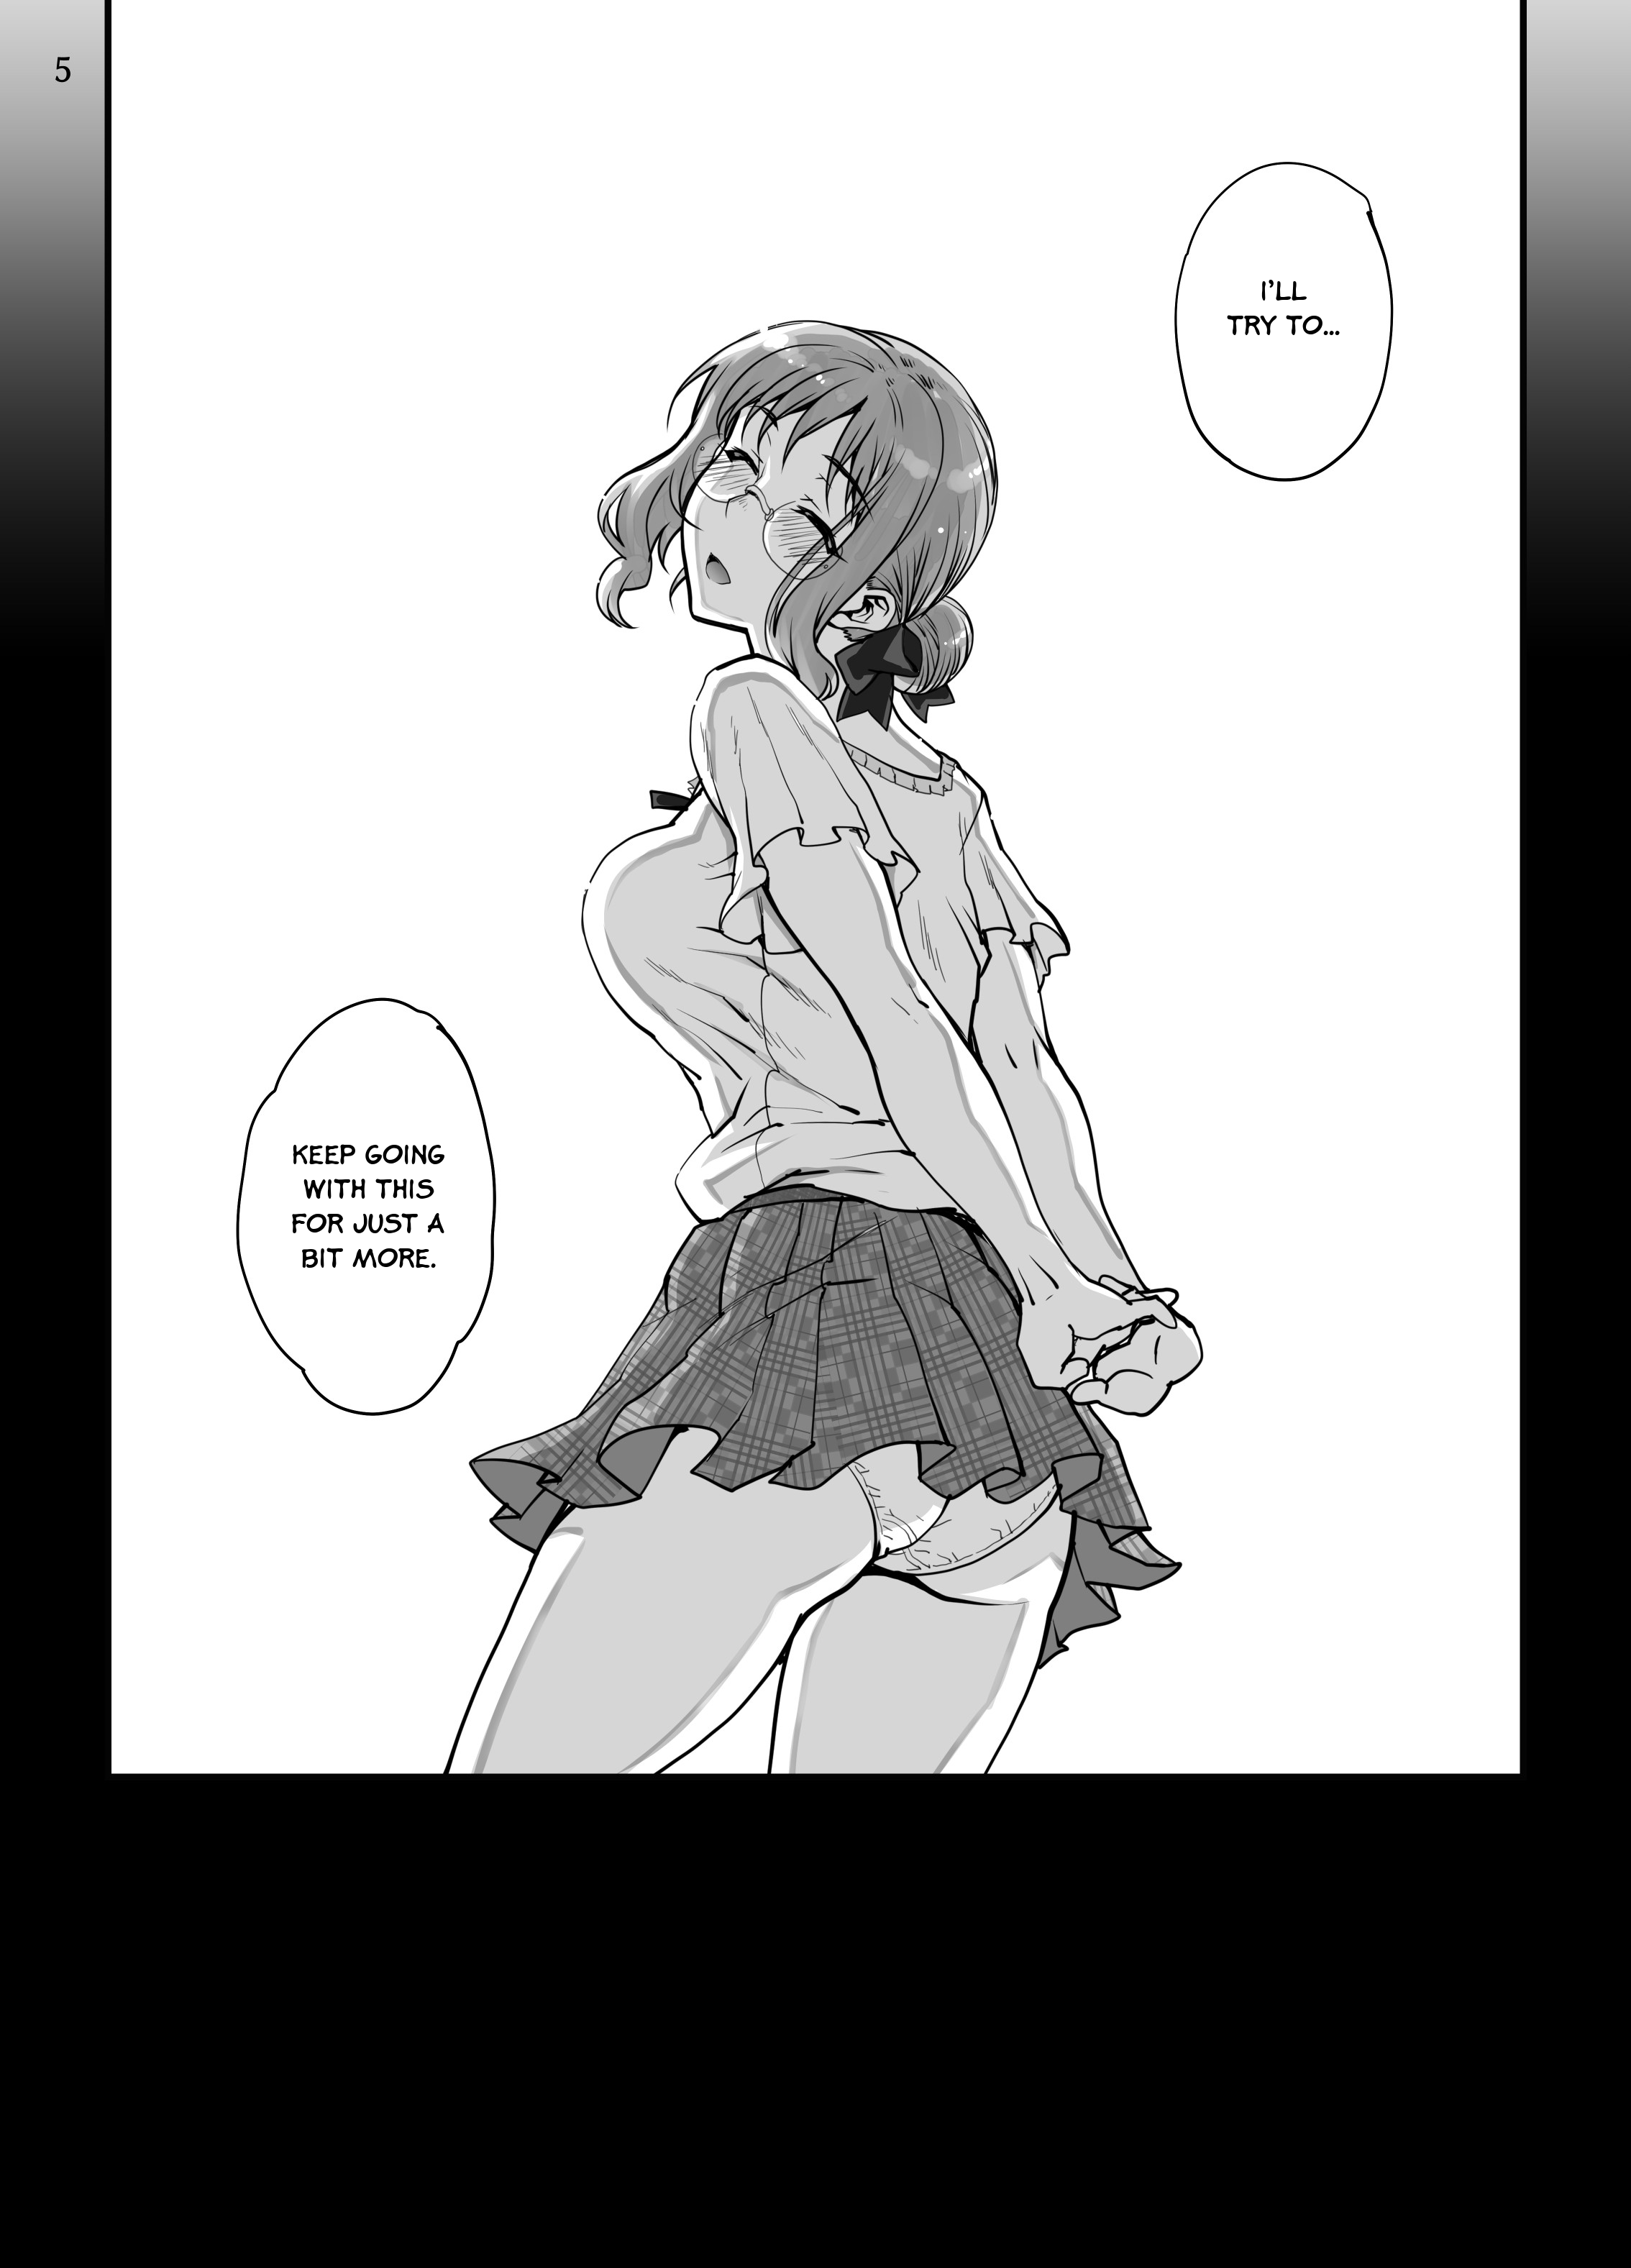 5
I'LL
TRY TO...
KEEP GOING
WITH THIS
FOR JUST A
BIT MORE.